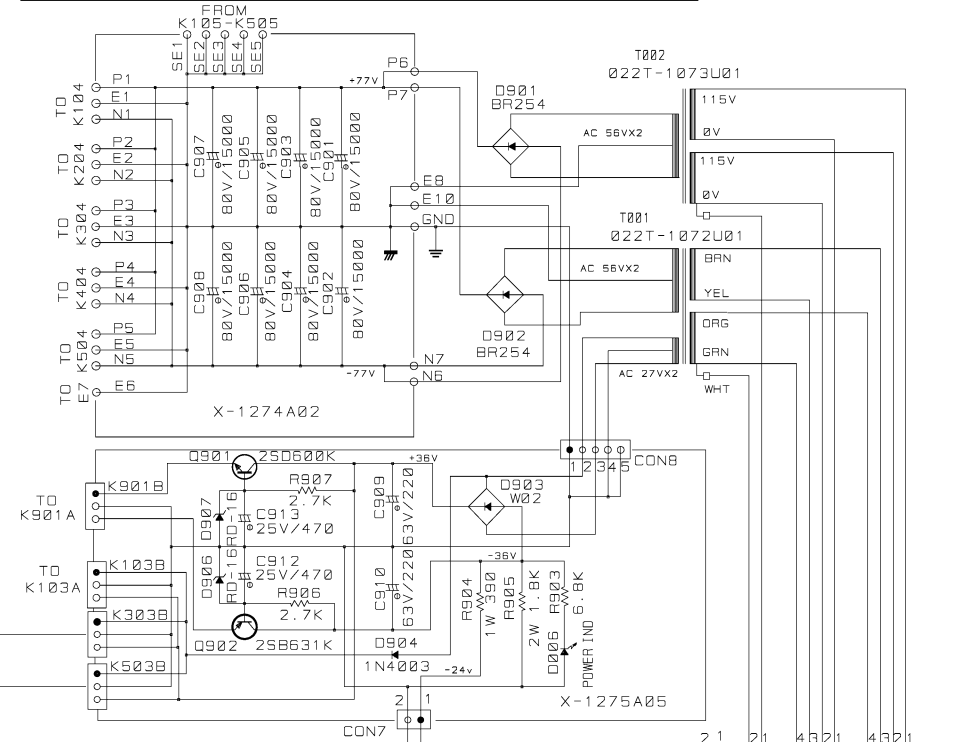 FROM
K105-K505
SE1
SE2
SE3
SE4
SE5
P6
P7
+77V
T002
022T-1073U01
D901
BR254
AC 56VX2
115V
0V
115V
0V
TO
K104
P1
E1
N1
TO
K204
P2
E2
N2
TO
K304
P3
E3
N3
TO
K404
P4
E4
N4
TO
K504
P5
E5
N5
TO
E7
E6
C907
80V/15000
C905
80V/15000
C903
80V/15000
C901
80V/15000
C908
80V/15000
C906
80V/15000
C904
80V/15000
C902
80V/15000
E8
E10
GND
T001
022T-1072U01
AC 56VX2
BRN
YEL
ORG
GRN
WHT
AC 27VX2
D902
BR254
N7
N6
-77V
X-1274A02
Q901
2SD600K
+36V
1 2 3 4 5
CON8
TO
K901A
K901B
R907
2.7K
D907
RD-16
C913
25V/470
C909
63V/220
D903
W02
-36V
TO
K103A
K103B
K303B
K503B
D906
RD-16
C912
25V/470
R906
2.7K
C910
63V/220
Q902
2SB631K
D904
1N4003
R904
1W 390
R905
2W 1.8K
R903
6.8K
D006
POWER IND
-24v
X-1275A05
2 1
CON7
2 1
2 1
4 3 2 1
4 3 2 1